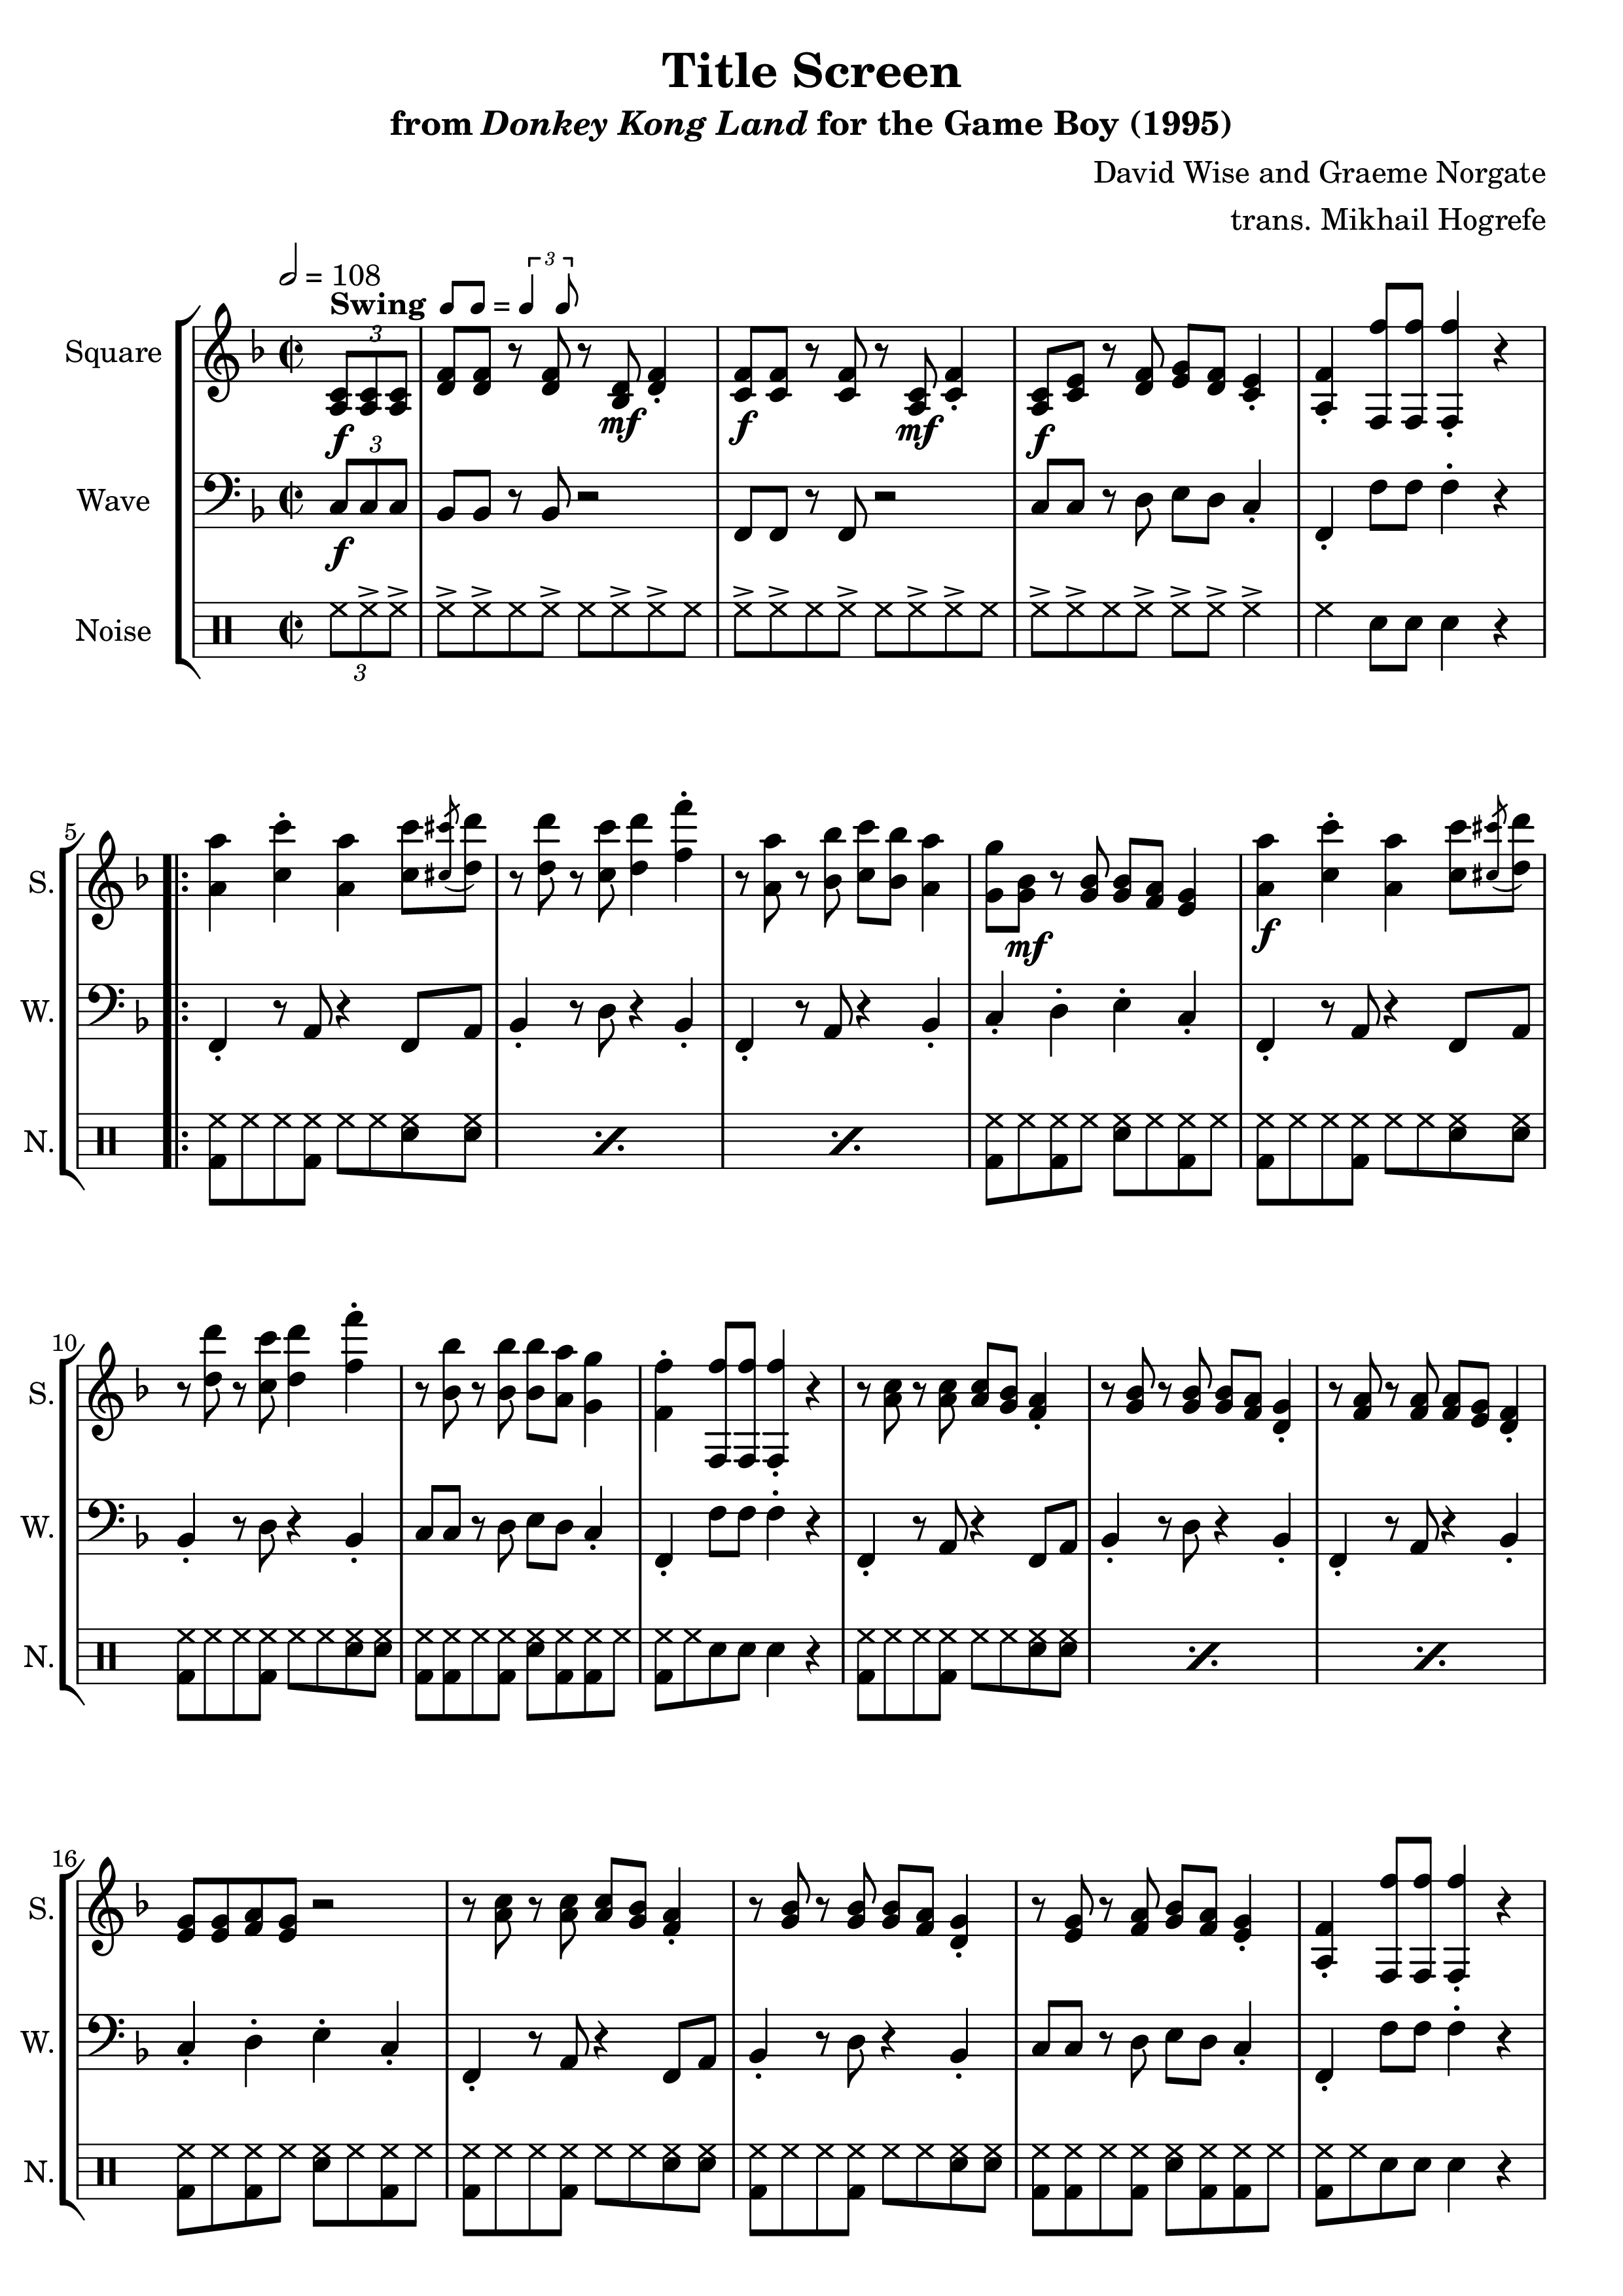 Title Screen
from Donkey Kong Land for the Game Boy (1995)
David Wise and Graeme Norgate
trans. Mikhail Hogrefe
= 108
Swing = 3
Square
3
f
mf
f
mf
f
Wave
3
f
Noise
3
5
S.
mf
f
W.
N.
10
S.
W.
N.
16
S.
W.
N.